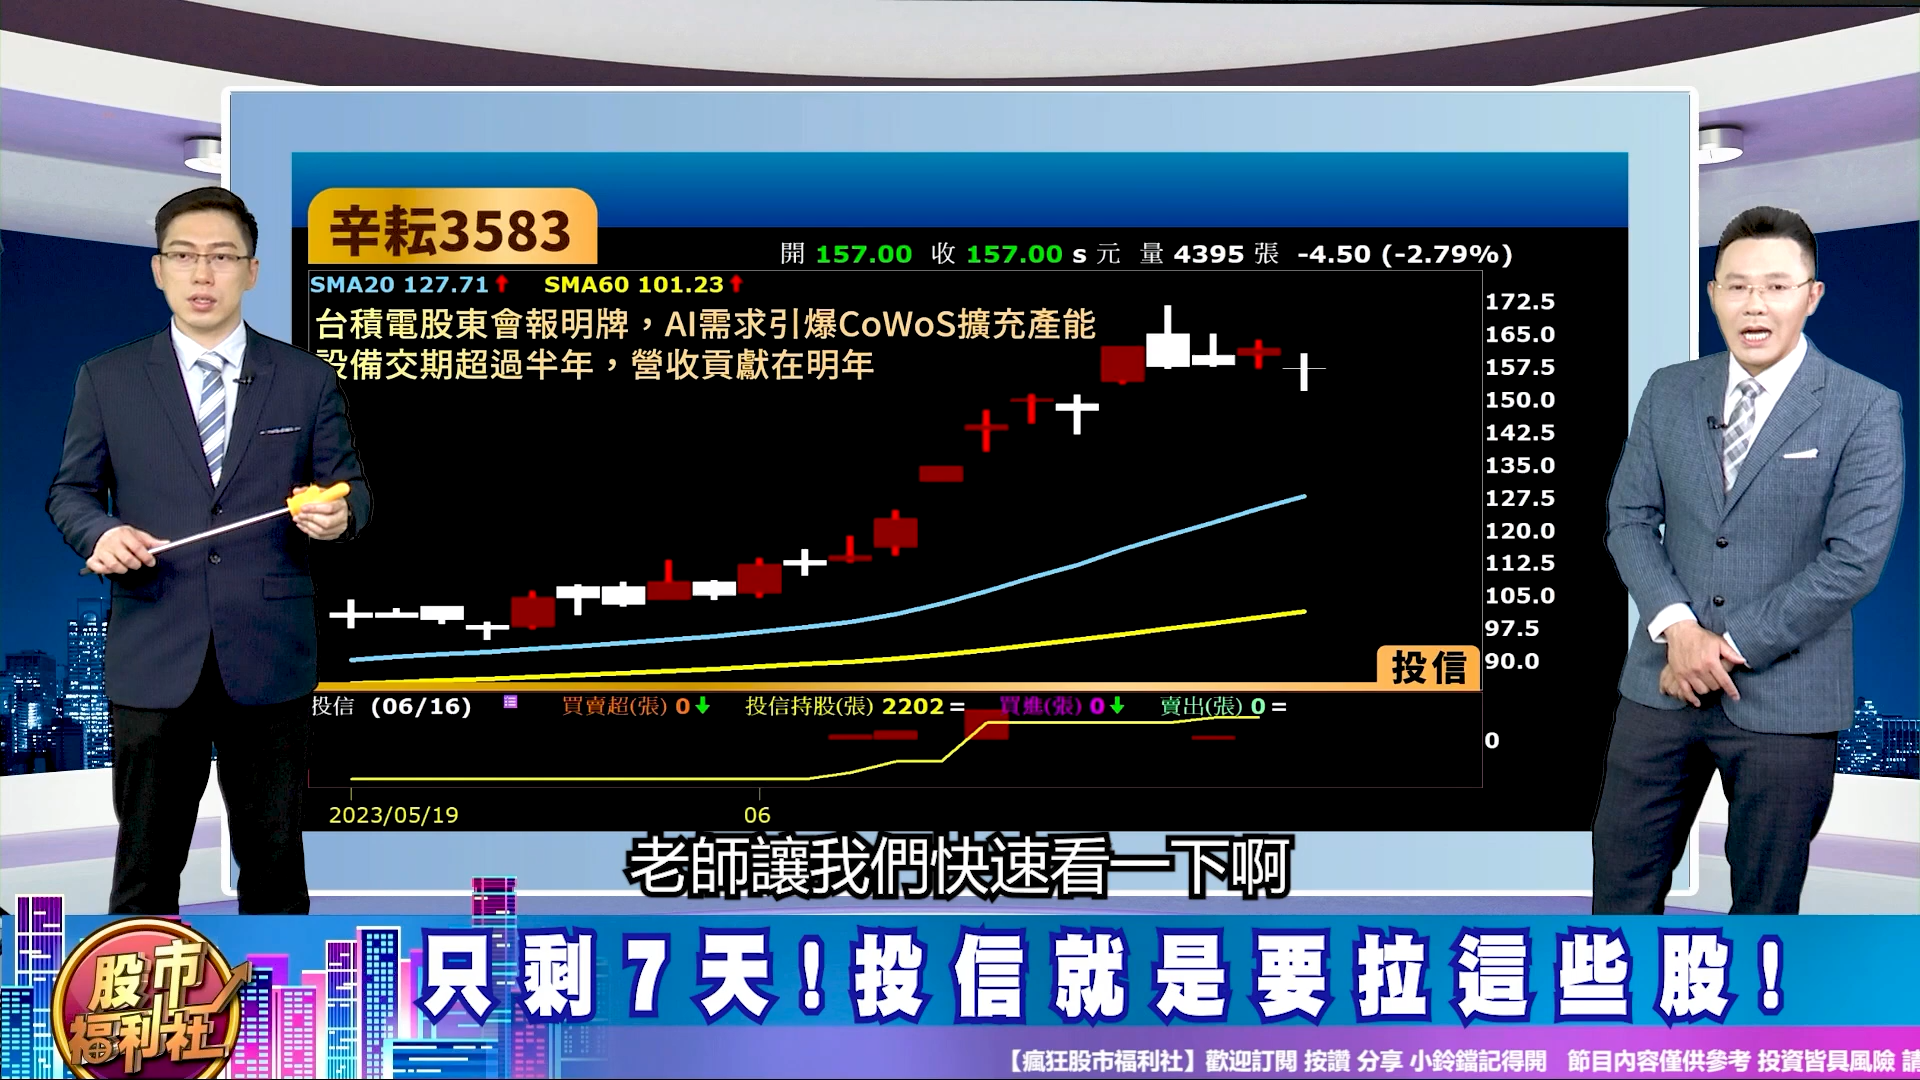 辛耘3583
開 157.00 收 157.00 s 元 量 4395 張 -4.50 (-2.79%)
SMA20 127.71 SMA60 101.23
台積電股東會報明牌，AI需求引爆CoWoS擴充產能
設備交期超過半年，營收貢獻在明年
172.5
165.0
157.5
150.0
142.5
135.0
127.5
120.0
112.5
105.0
97.5
90.0
投信
投信 (06/16) 買賣超(張) 0 投信持股(張) 2202 = 買進(張) 0 賣出(張) 0 =
0
2023/05/19 06
老師讓我們快速看一下啊
只剩7天!投信就是要拉這些股!
股市
福利社
【瘋狂股市福利社】歡迎訂閱 按讚 分享 小鈴鐺記得開 節目內容僅供參考 投資皆具風險 請